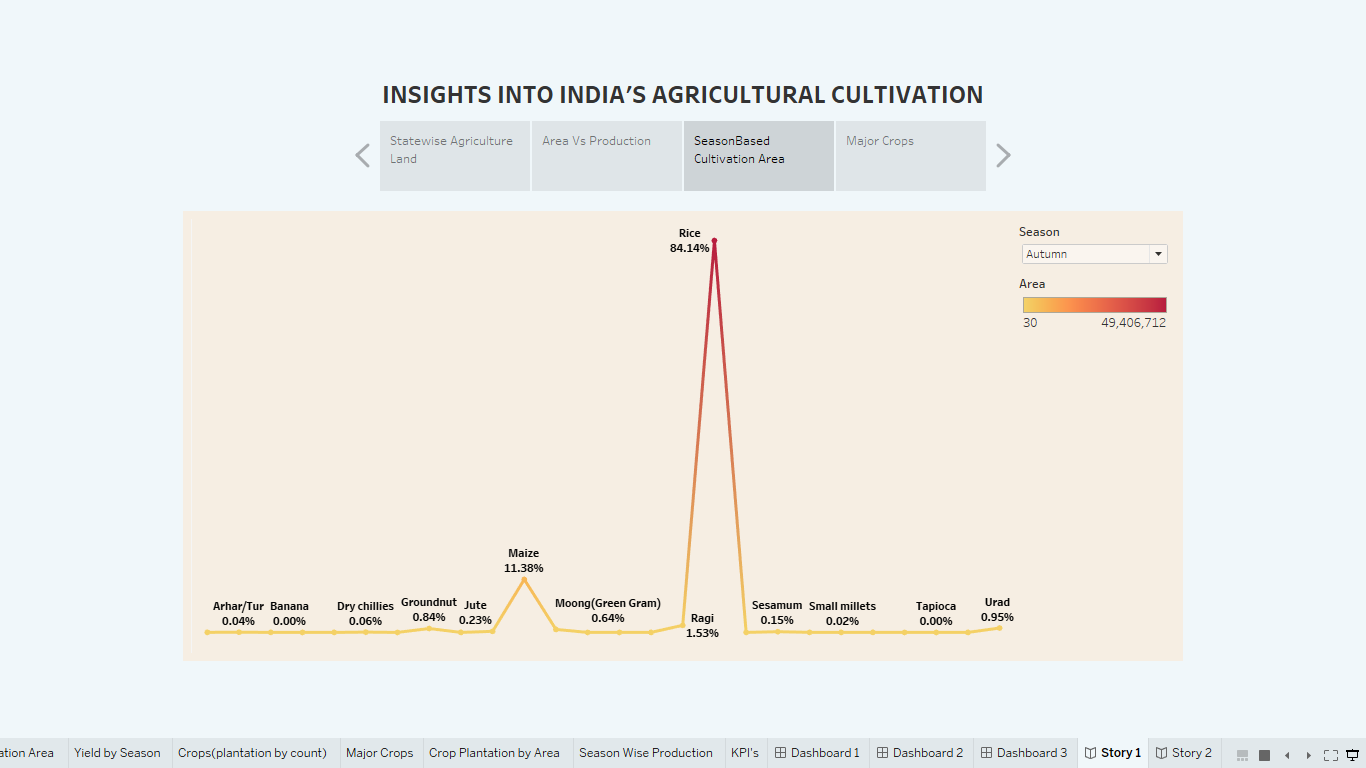 INSIGHTS INTO INDIA’S AGRICULTURAL CULTIVATION
Statewise Agriculture
Land
Area Vs Production
SeasonBased
Cultivation Area
Major Crops
Season
Autumn
Area
30 49,406,712
Rice
84.14%
Maize
11.38%
Arhar/Tur
0.04%
Banana
0.00%
Dry chillies
0.06%
Groundnut
0.84%
Jute
0.23%
Moong(Green Gram)
0.64%
Ragi
1.53%
Sesamum
0.15%
Small millets
0.02%
Tapioca
0.00%
Urad
0.95%
ation Area Yield by Season Crops(plantation by count) Major Crops Crop Plantation by Area Season Wise Production KPI's Dashboard 1 Dashboard 2 Dashboard 3 Story 1 Story 2